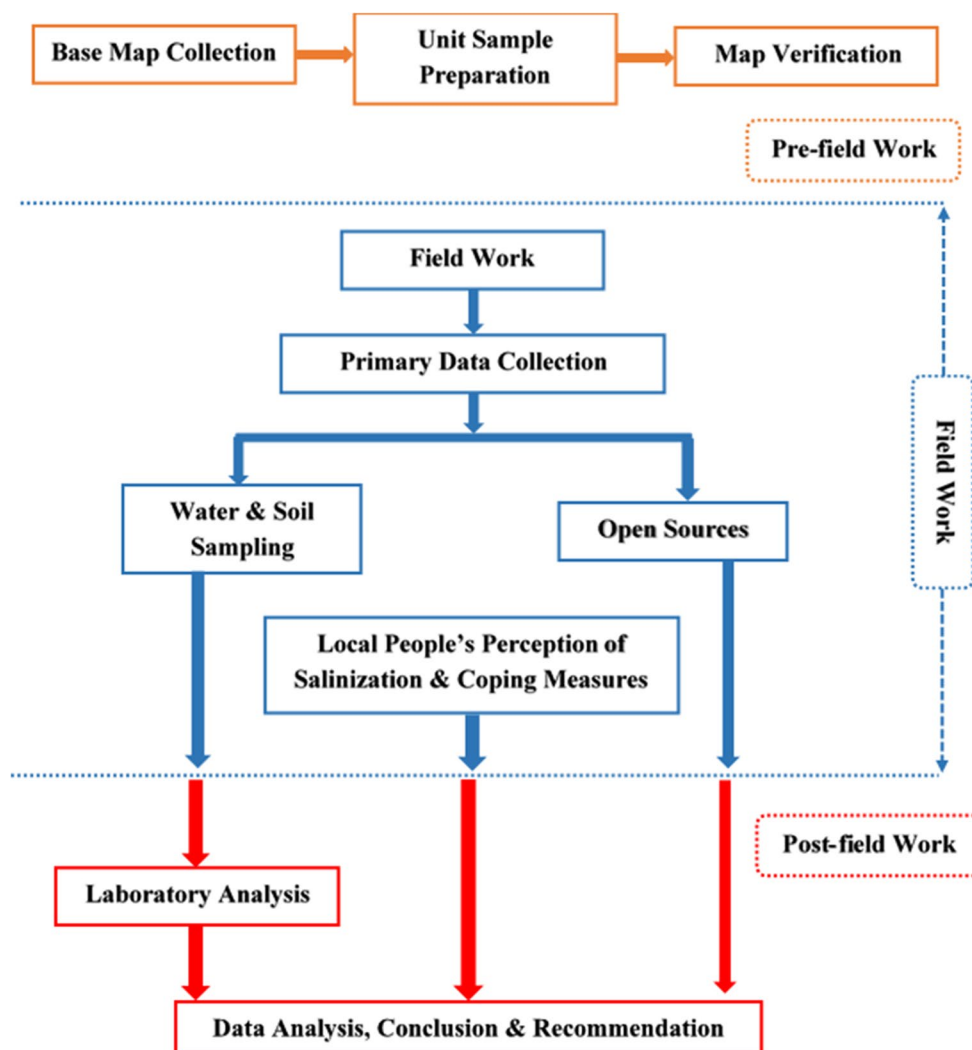 Base Map Collection
Unit Sample
Preparation
Map Verification
Pre-field Work
Field Work
Primary Data Collection
Field Work
Water & Soil
Sampling
Open Sources
Local People’s Perception of
Salinization & Coping Measures
Post-field Work
Laboratory Analysis
Data Analysis, Conclusion & Recommendation